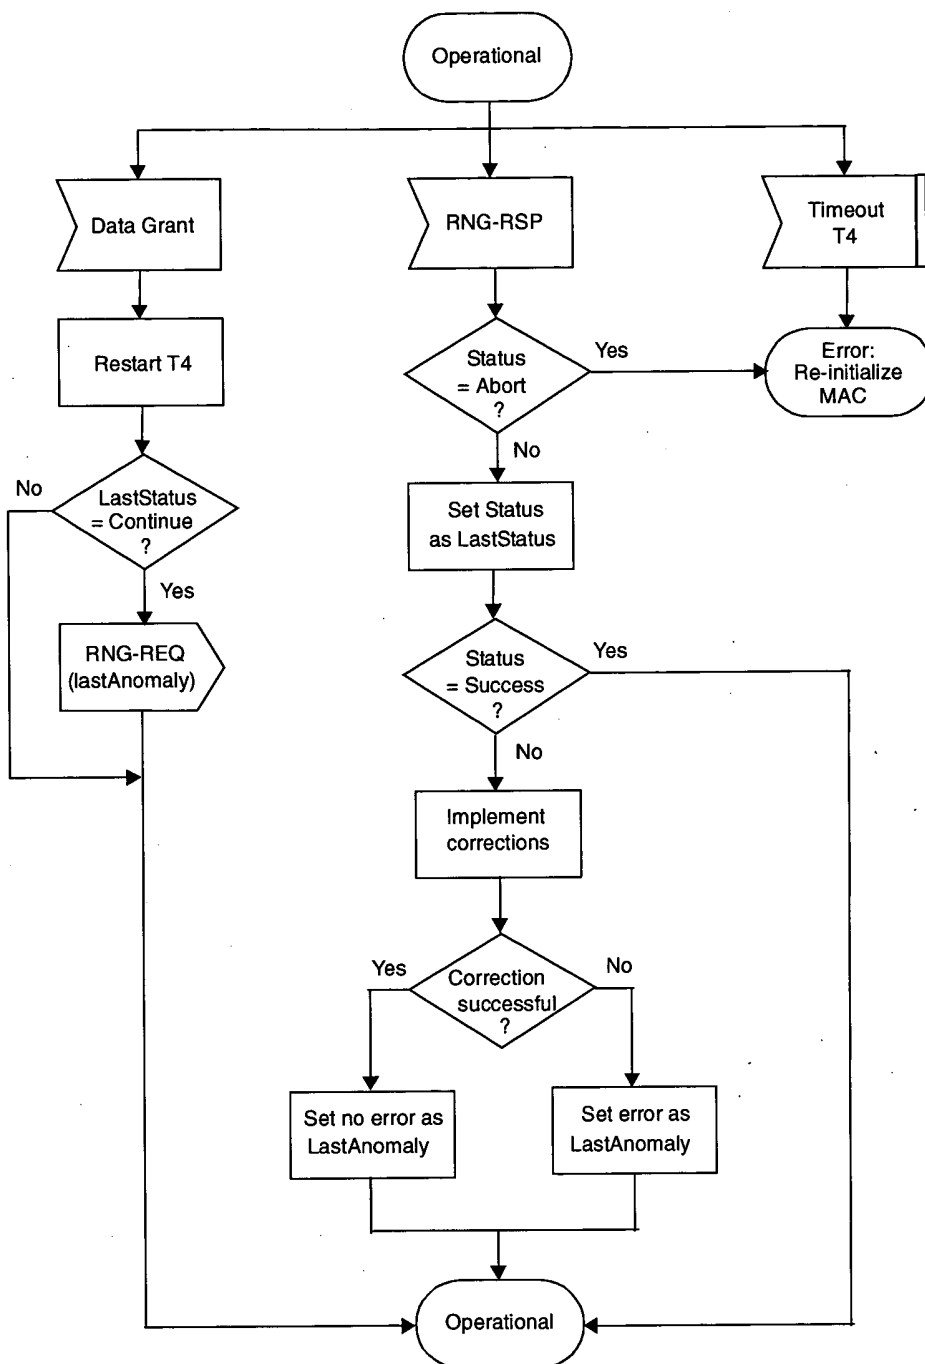 Operational
Data Grant
RNG-RSP
Timeout
T4
Restart T4
Status
= Abort
?
Yes
Error:
Re-initialize
MAC
No
No
LastStatus
= Continue
?
Set Status
as LastStatus
Yes
RNG-REQ
(lastAnomaly)
Status
= Success
?
Yes
No
Implement
corrections
Yes
Correction
successful
?
No
Set no error as
LastAnomaly
Set error as
LastAnomaly
Operational